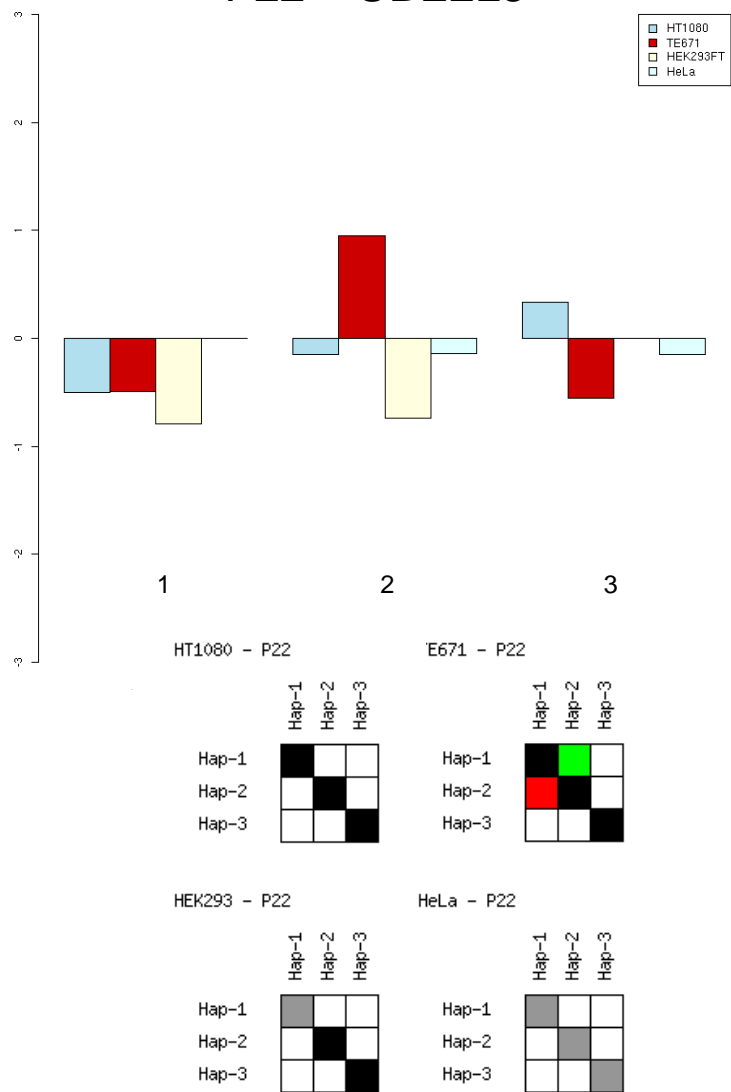 HT1080
TE671
HEK293FT
HeLa
3
2
1
0
-1
-2
-3
1 2 3
HT1080 - P22
Hap-1 Hap-2 Hap-3
Hap-1
Hap-2
Hap-3
E671 - P22
Hap-1 Hap-2 Hap-3
Hap-1
Hap-2
Hap-3
HEK293 - P22
Hap-1 Hap-2 Hap-3
Hap-1
Hap-2
Hap-3
HeLa - P22
Hap-1 Hap-2 Hap-3
Hap-1
Hap-2
Hap-3